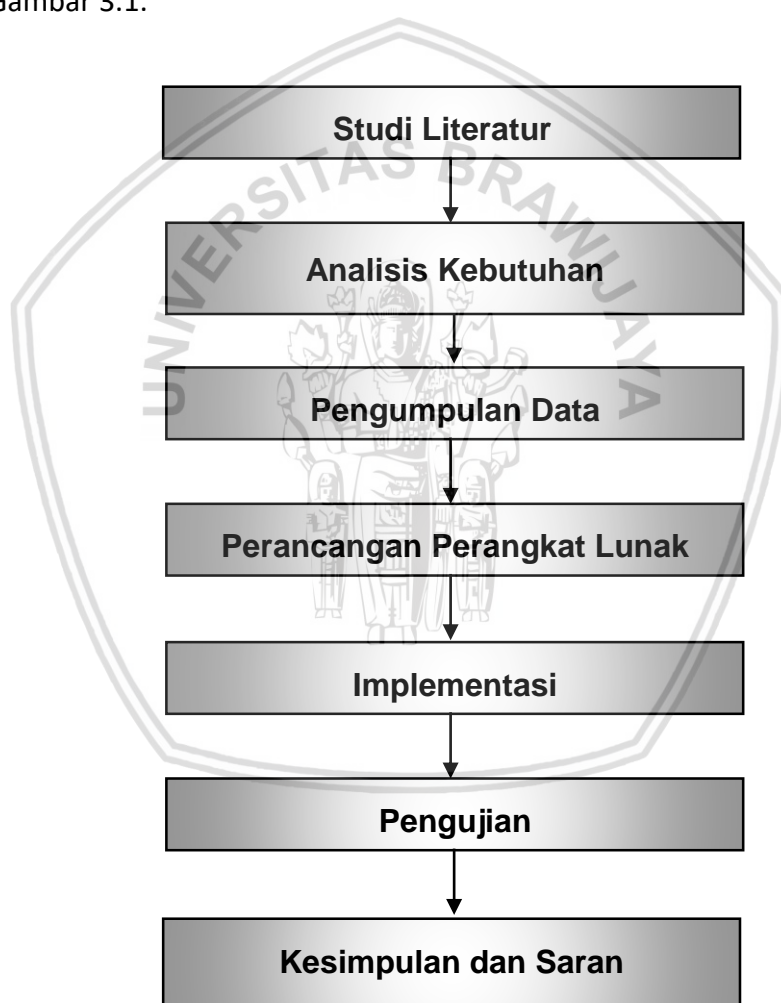 Gambar 3.1.
Studi Literatur
UNIVERSITAS BRAWIJAYA
Analisis Kebutuhan
Pengumpulan Data
Perancangan Perangkat Lunak
Implementasi
Pengujian
Kesimpulan dan Saran